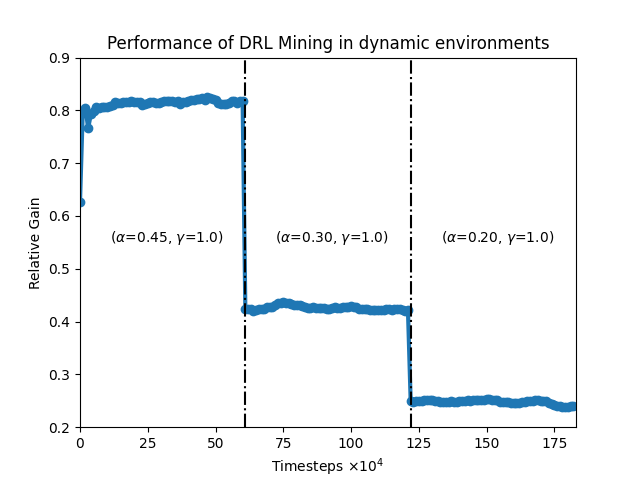 Performance of DRL Mining in dynamic environments
0.9
0.8
0.7
0.6
0.5
0.4
0.3
0.2
Relative Gain
(α=0.45, γ=1.0)
(α=0.30, γ=1.0)
(α=0.20, γ=1.0)
0 25 50 75 100 125 150 175
Timesteps ×10⁴